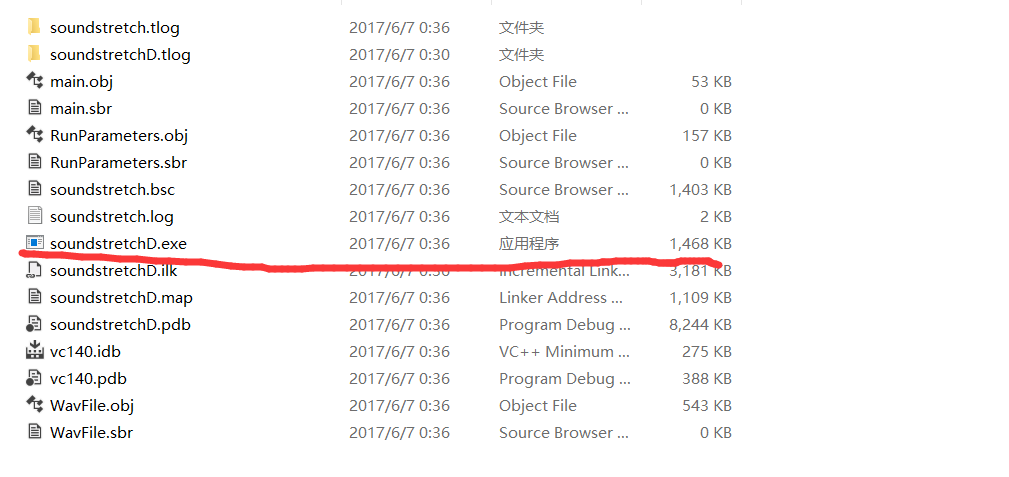 soundstretch.tlog 2017/6/7 0:36 文件夹
soundstretchD.tlog 2017/6/7 0:30 文件夹
main.obj 2017/6/7 0:36 Object File 53 KB
main.sbr 2017/6/7 0:36 Source Browser ... 0 KB
RunParameters.obj 2017/6/7 0:36 Object File 157 KB
RunParameters.sbr 2017/6/7 0:36 Source Browser ... 0 KB
soundstretch.bsc 2017/6/7 0:36 Source Browser ... 1,403 KB
soundstretch.log 2017/6/7 0:36 文本文档 2 KB
soundstretchD.exe 2017/6/7 0:36 应用程序 1,468 KB
soundstretchD.ilk 2017/6/7 0:36 Incremental Link... 3,181 KB
soundstretchD.map 2017/6/7 0:36 Linker Address ... 1,109 KB
soundstretchD.pdb 2017/6/7 0:36 Program Debug ... 8,244 KB
vc140.idb 2017/6/7 0:36 VC++ Minimum ... 275 KB
vc140.pdb 2017/6/7 0:36 Program Debug ... 388 KB
WavFile.obj 2017/6/7 0:36 Object File 543 KB
WavFile.sbr 2017/6/7 0:36 Source Browser ... 0 KB